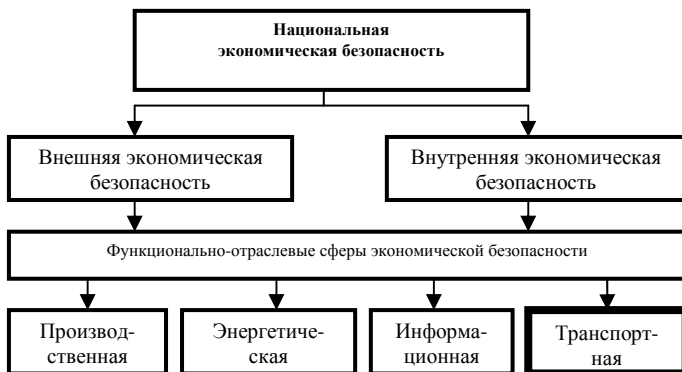 Национальная
экономическая безопасность
Внешняя экономическая
безопасность
Внутренняя экономическая
безопасность
Функционально-отраслевые сферы экономической безопасности
Производ-
ственная
Энергетиче-
ская
Информа-
ционная
Транспорт-
ная